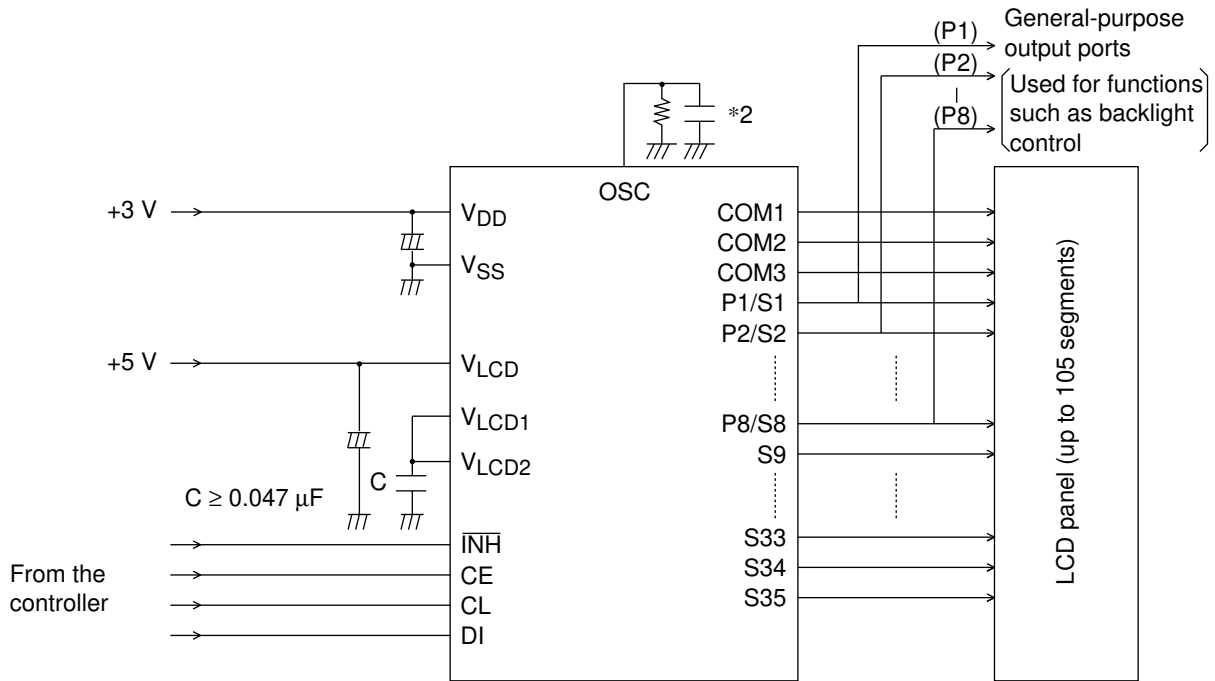 (P1)
(P2)
(P8)
General-purpose
output ports
Used for functions
such as backlight
control
*2
OSC
+3 V
VDD
VSS
+5 V
VLCD
VLCD1
VLCD2
C
C ≥ 0.047 μF
From the
controller
INH
CE
CL
DI
COM1
COM2
COM3
P1/S1
P2/S2
P8/S8
S9
S33
S34
S35
LCD panel (up to 105 segments)